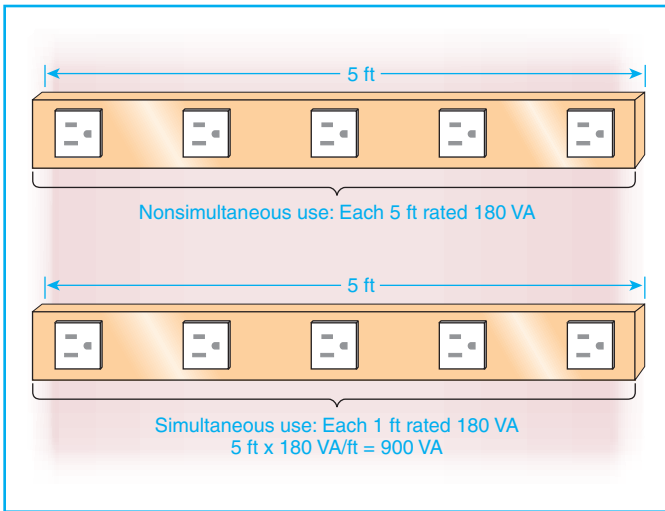 5 ft
Nonsimultaneous use: Each 5 ft rated 180 VA
5 ft
Simultaneous use: Each 1 ft rated 180 VA
5 ft x 180 VA/ft = 900 VA